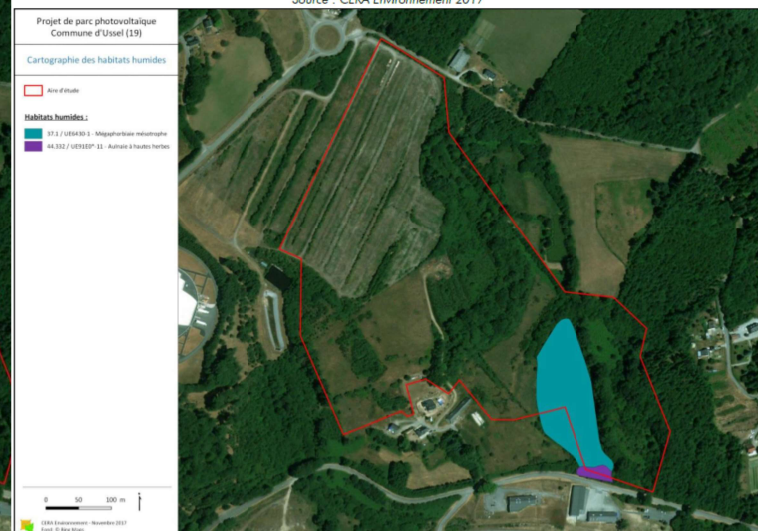 Source : CERA Environnement 2017
Projet de parc photovoltaïque
Commune d'Ussel (19)
Cartographie des habitats humides
Aire d'étude
Habitats humides :
37.1 / UE6430-1 - Mégaphorbiaie mésotrophe
44.332 / UE91E0*-11 - Aulnaie à hautes herbes
0 50 100 m
CERA Environnement - Novembre 2017